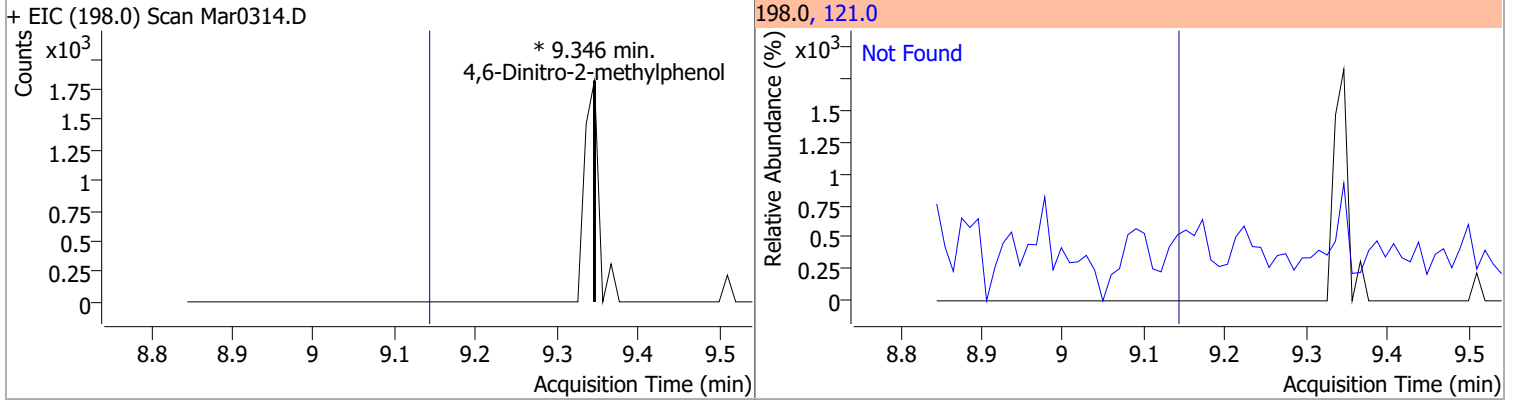 + EIC (198.0) Scan Mar0314.D
Counts
x10³
* 9.346 min.
4,6-Dinitro-2-methylphenol
1.75
1.5
1.25
1
0.75
0.5
0.25
0
8.8 8.9 9 9.1 9.2 9.3 9.4 9.5
Acquisition Time (min)
198.0, 121.0
Relative Abundance (%)
x10³
Not Found
1.5
1.25
1
0.75
0.5
0.25
0
8.8 8.9 9 9.1 9.2 9.3 9.4 9.5
Acquisition Time (min)